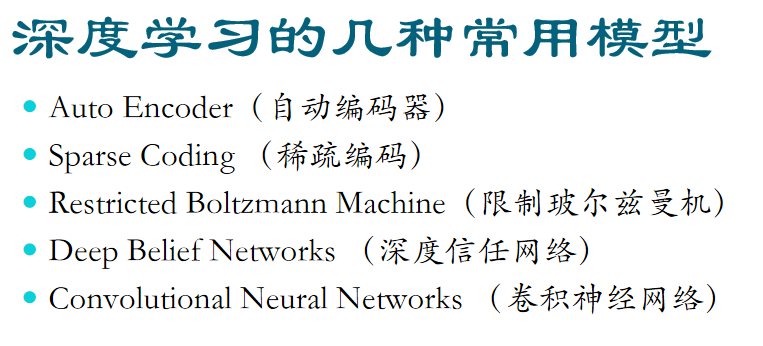 深度学习的几种常用模型
Auto Encoder（自动编码器）
Sparse Coding （稀疏编码）
Restricted Boltzmann Machine（限制玻尔兹曼机）
Deep Belief Networks （深度信任网络）
Convolutional Neural Networks （卷积神经网络）